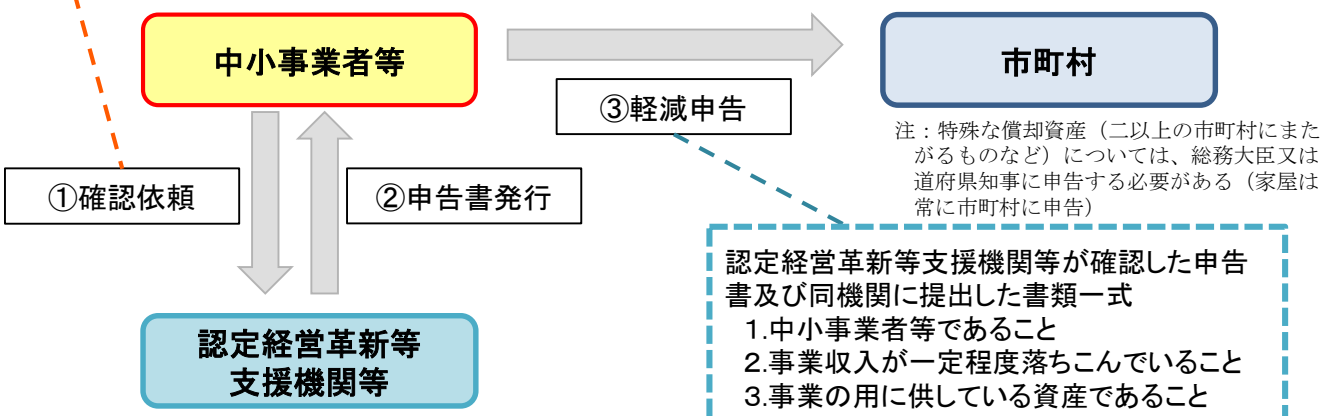 中小事業者等
市町村
③軽減申告
注：特殊な償却資産（二以上の市町村にまた
がるものなど）については、総務大臣又は
道府県知事に申告する必要がある（家屋は
常に市町村に申告）
①確認依頼
②申告書発行
認定経営革新等
支援機関等
認定経営革新等支援機関等が確認した申告
書及び同機関に提出した書類一式
1.中小事業者等であること
2.事業収入が一定程度落ちこんでいること
3.事業の用に供している資産であること